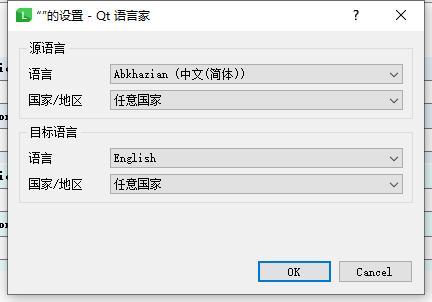 “”的设置 - Qt 语言家
源语言
语言 Abkhazian (中文(简体))
国家/地区 任意国家
目标语言
语言 English
国家/地区 任意国家
OK Cancel